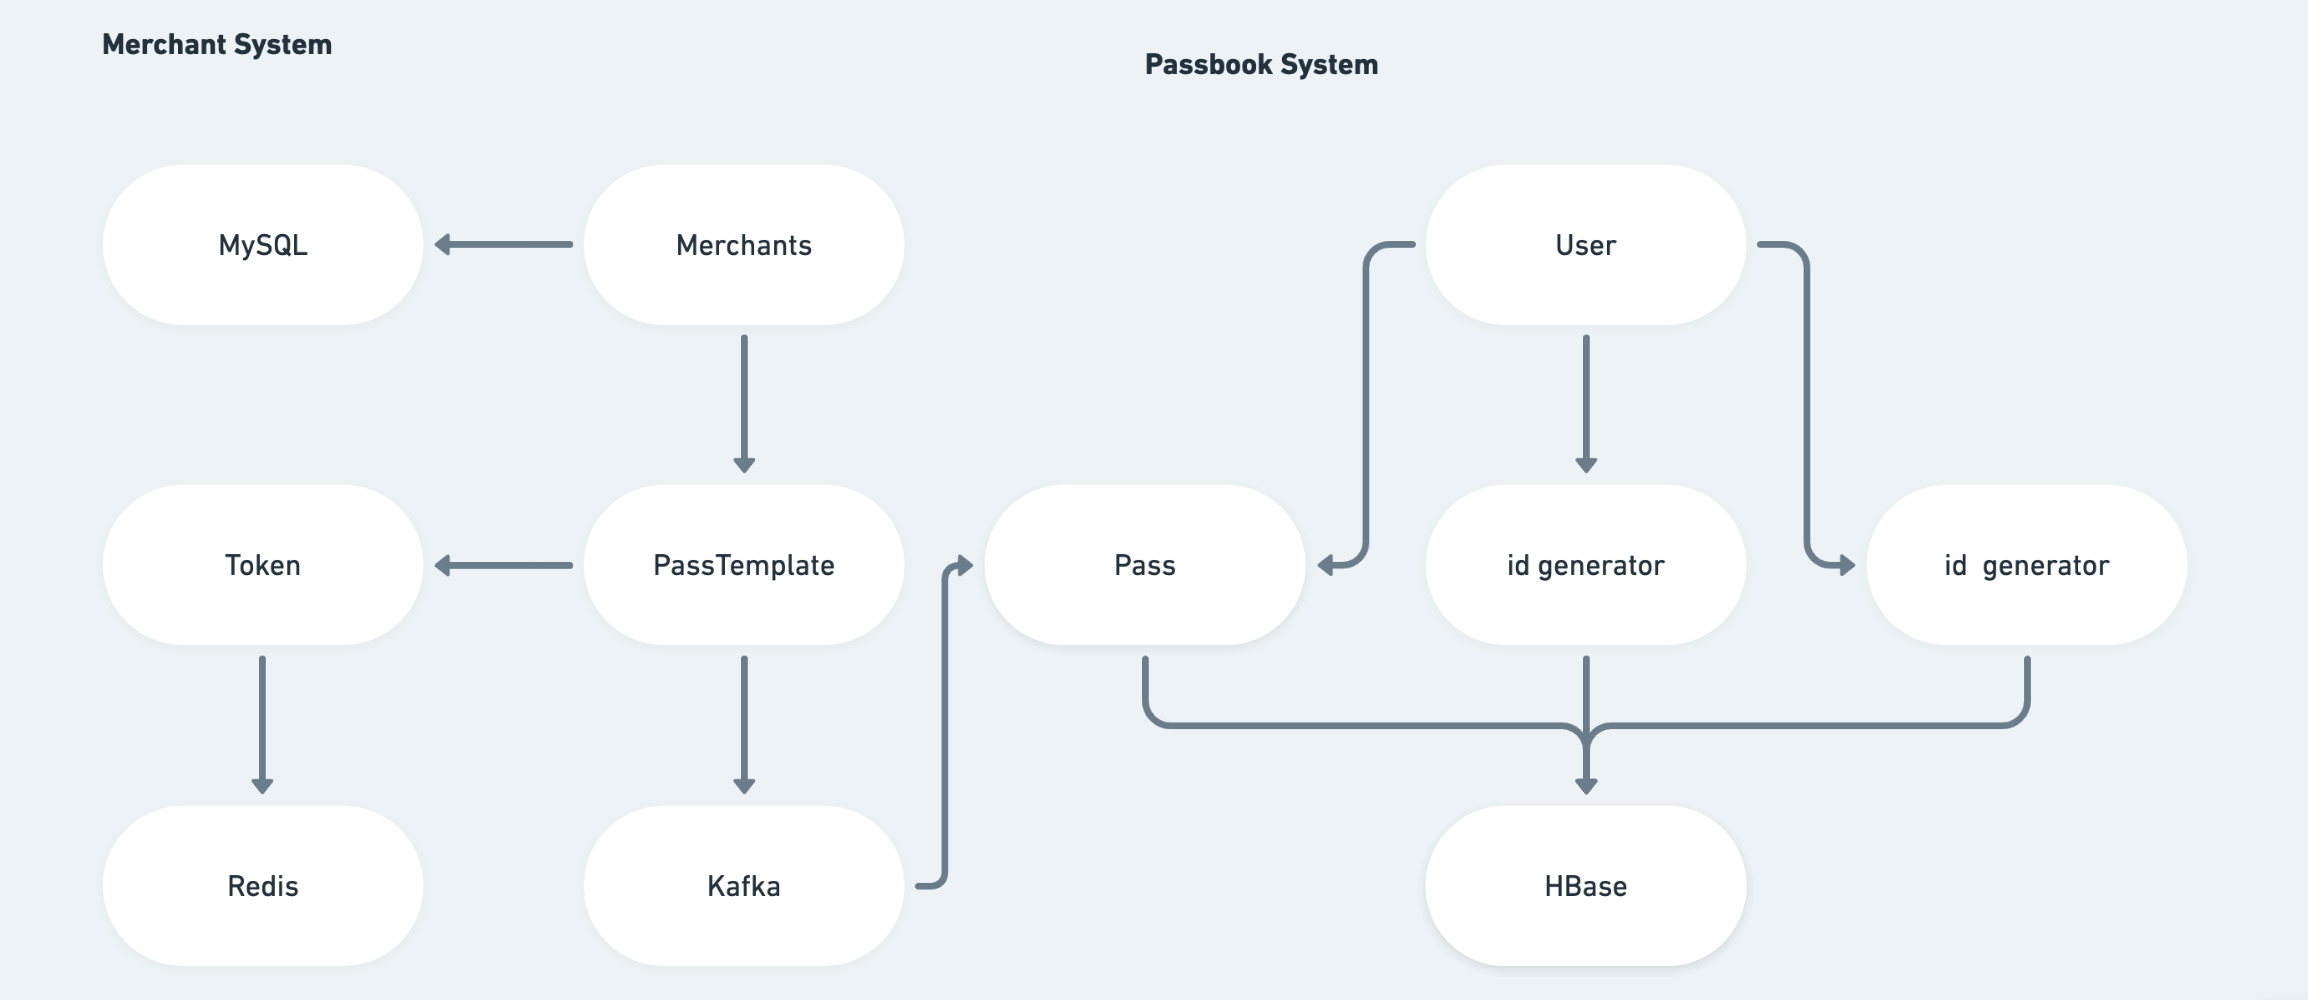 Merchant System
Passbook System
MySQL
Merchants
User
Token
PassTemplate
Pass
id generator
id  generator
Redis
Kafka
HBase